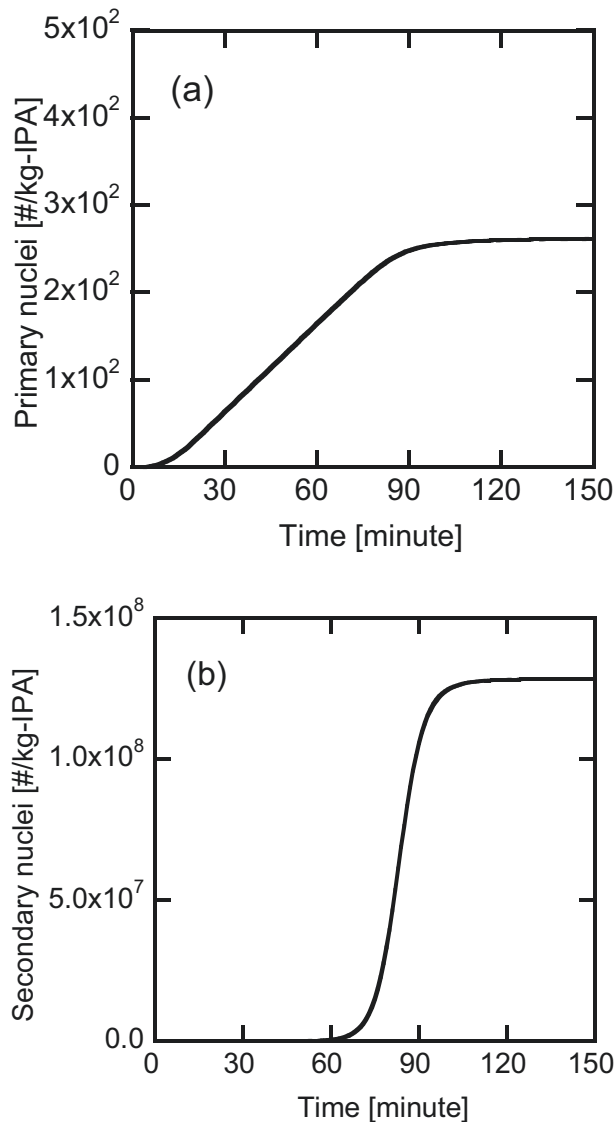 (a)
Primary nuclei [#/kg-IPA]
5x10²
4x10²
3x10²
2x10²
1x10²
0
0 30 60 90 120 150
Time [minute]
(b)
Secondary nuclei [#/kg-IPA]
1.5x10⁸
1.0x10⁸
5.0x10⁷
0.0
0 30 60 90 120 150
Time [minute]